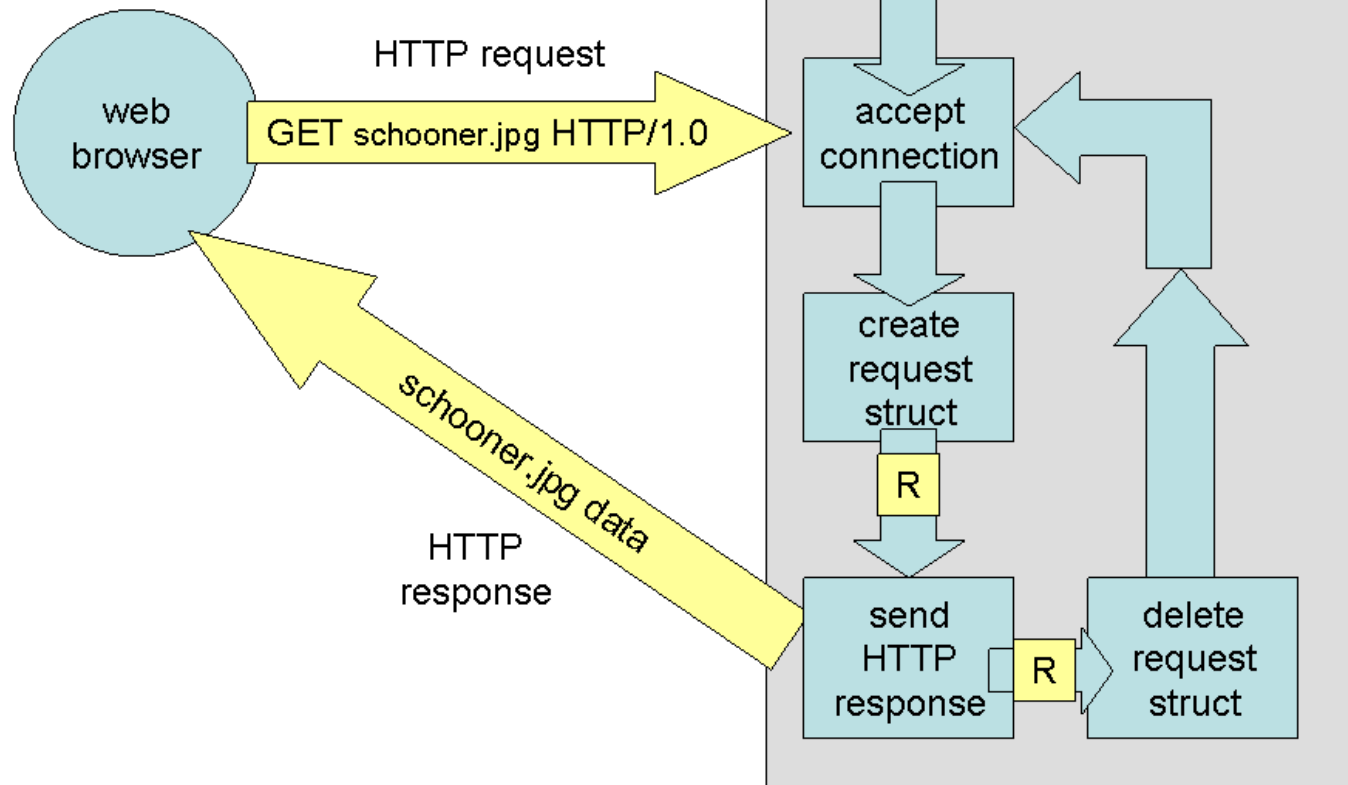 HTTP request
web
browser
GET schooner.jpg HTTP/1.0
accept
connection
create
request
struct
R
schooner.jpg data
HTTP
response
send
HTTP
response
R
delete
request
struct